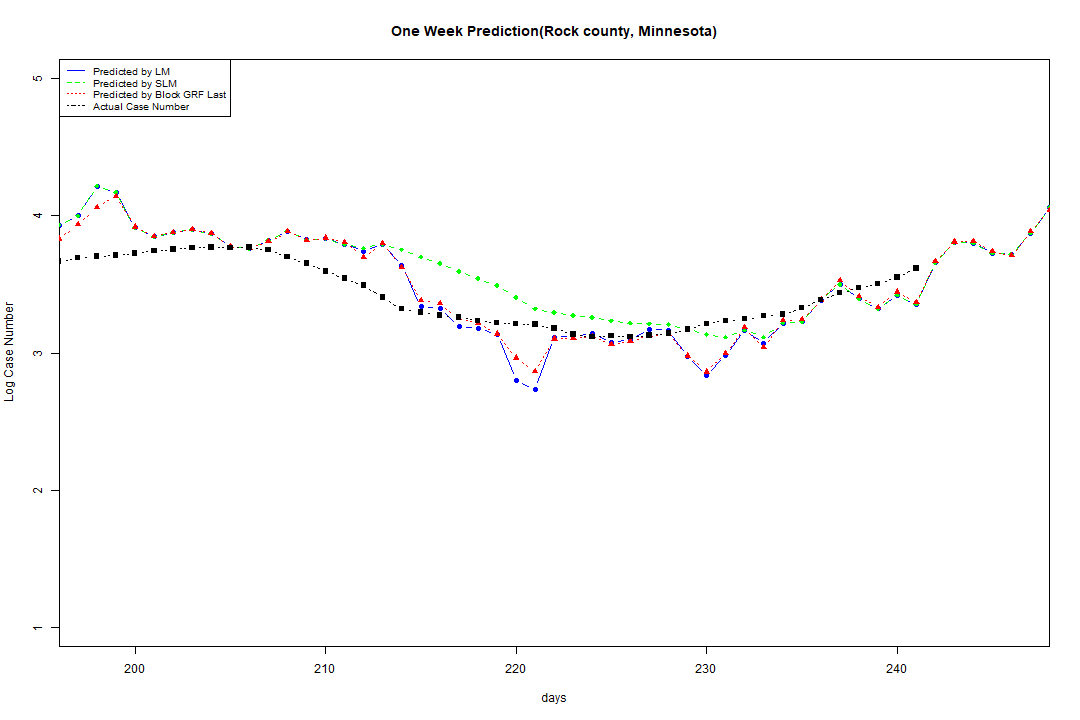 One Week Prediction(Rock county, Minnesota)
Predicted by LM
Predicted by SLM
Predicted by Block GRF Last
Actual Case Number
5
4
3
2
1
Log Case Number
200 210 220 230 240
days